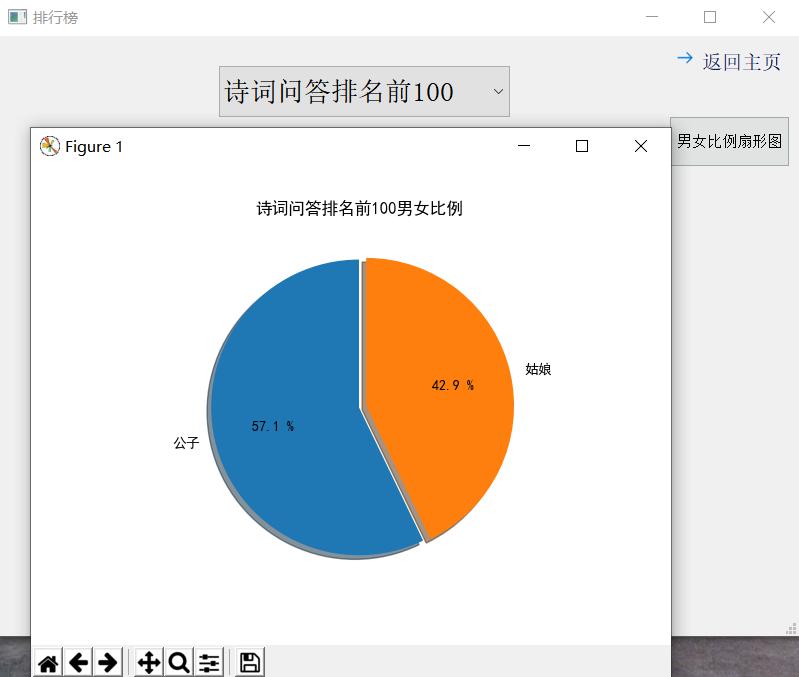 排行榜
返回主页
诗词问答排名前100
男女比例扇形图
Figure 1
诗词问答排名前100男女比例
姑娘
42.9 %
57.1 %
公子